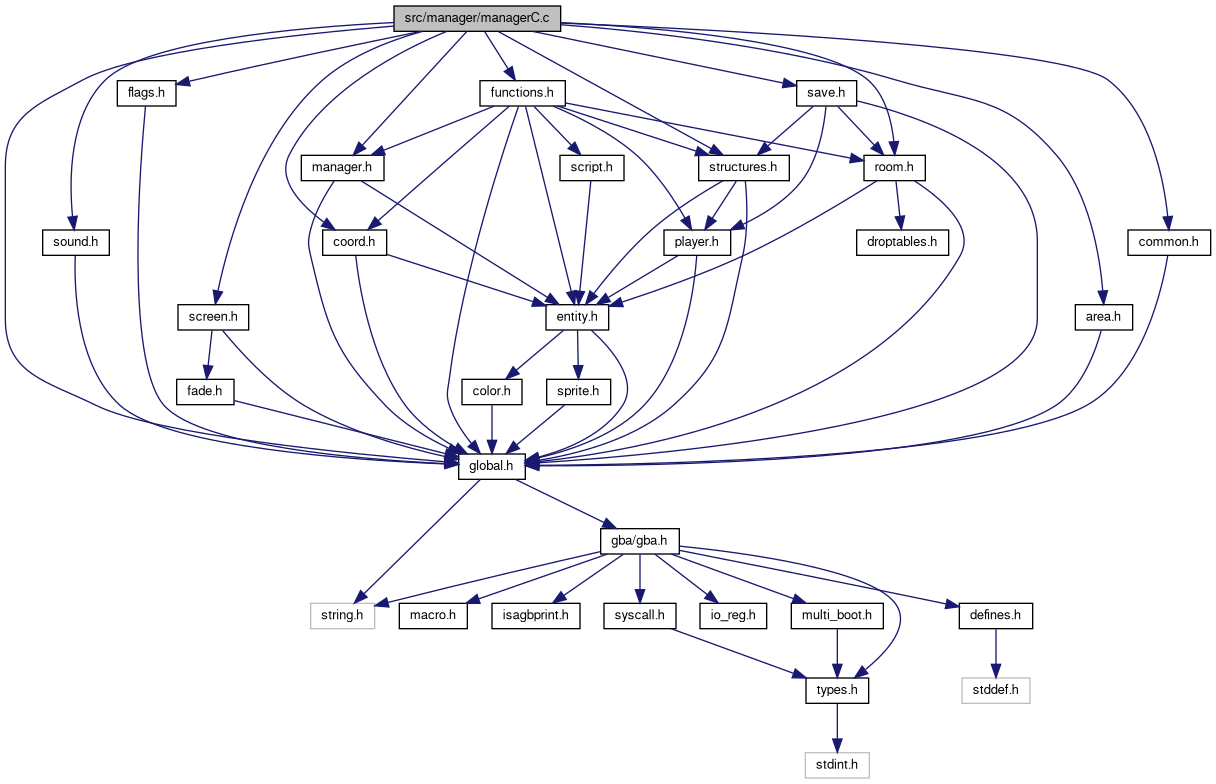 src/manager/managerC.c
flags.h
functions.h
save.h
manager.h
script.h
structures.h
room.h
sound.h
coord.h
player.h
droptables.h
common.h
screen.h
entity.h
area.h
fade.h
color.h
sprite.h
global.h
gba/gba.h
string.h
macro.h
isagbprint.h
syscall.h
io_reg.h
multi_boot.h
defines.h
types.h
stddef.h
stdint.h